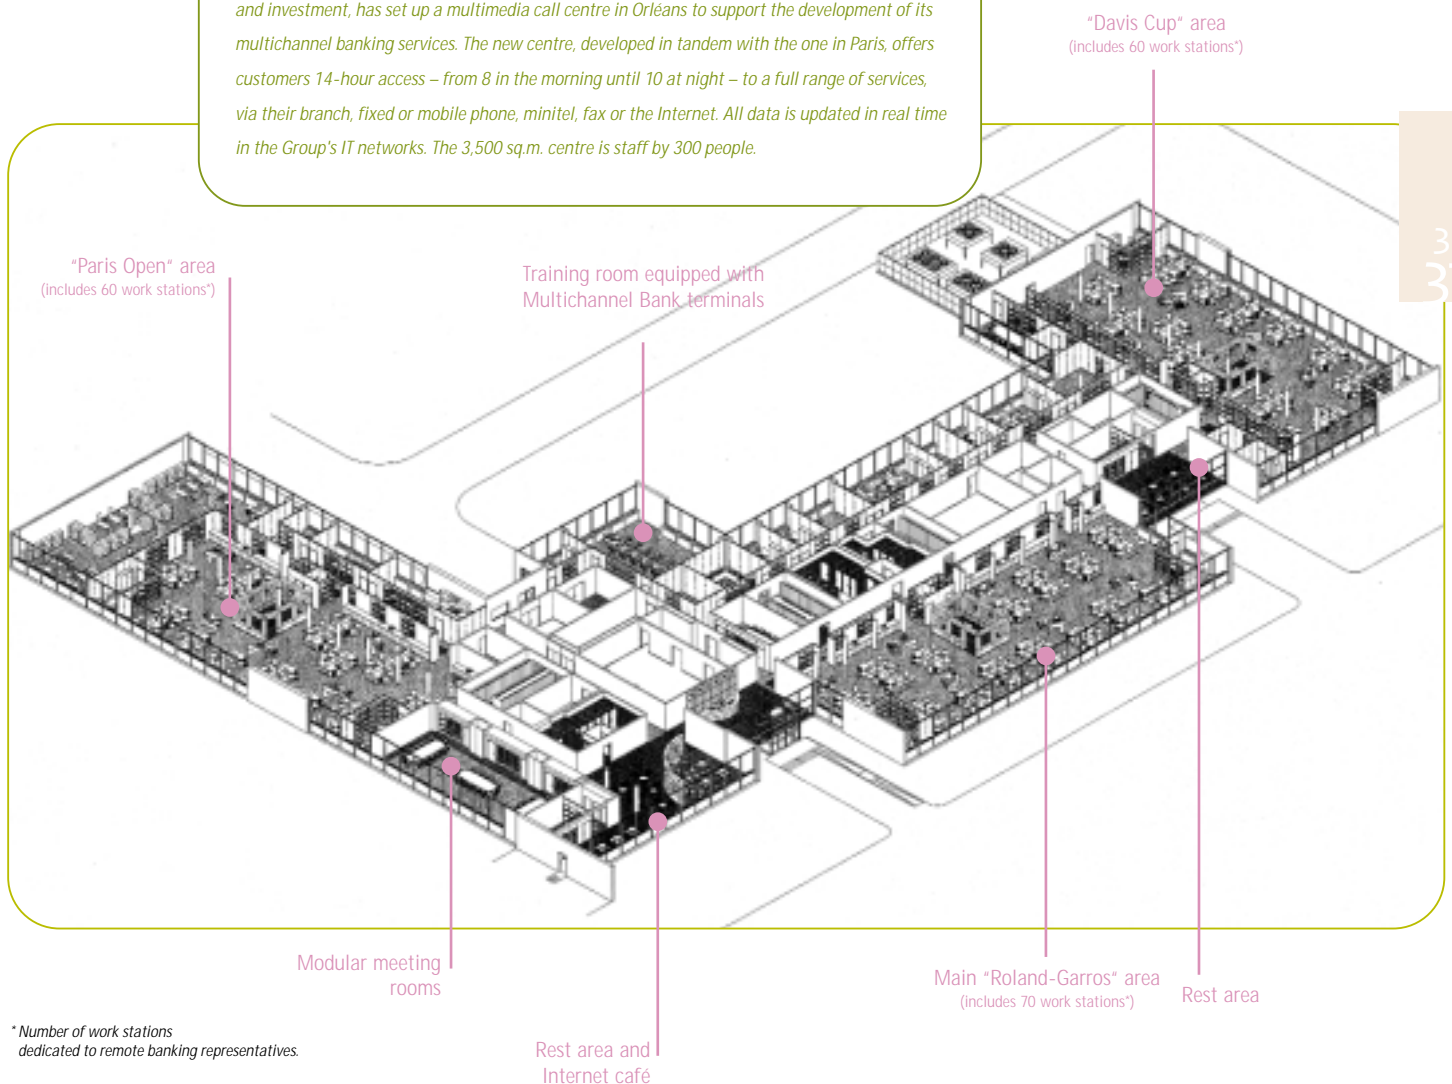 and investment, has set up a multimedia call centre in Orléans to support the development of its
multichannel banking services. The new centre, developed in tandem with the one in Paris, offers
customers 14-hour access – from 8 in the morning until 10 at night – to a full range of services,
via their branch, fixed or mobile phone, minitel, fax or the Internet. All data is updated in real time
in the Group's IT networks. The 3,500 sq.m. centre is staff by 300 people.
"Davis Cup" area
(includes 60 work stations*)
"Paris Open" area
(includes 60 work stations*)
Training room equipped with
Multichannel Bank terminals
Modular meeting
rooms
Main "Roland-Garros" area
(includes 70 work stations*)
Rest area
Rest area and
Internet café
* Number of work stations
dedicated to remote banking representatives.